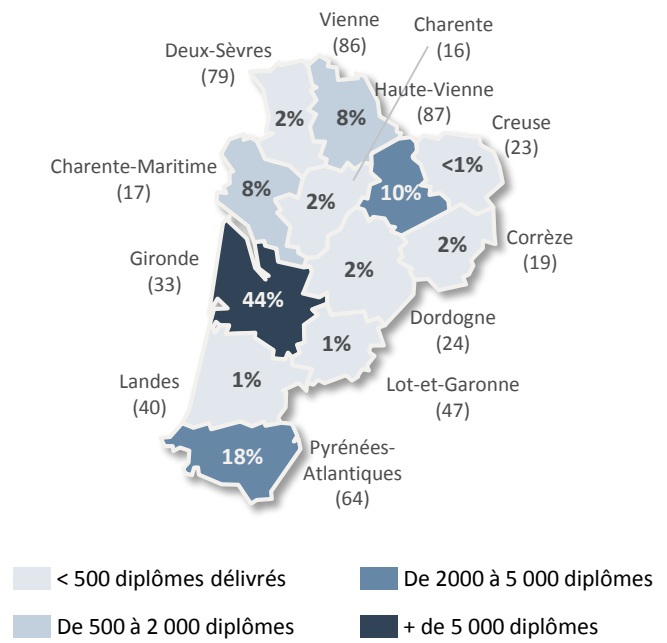 Vienne
(86)
Charente
(16)
Deux-Sèvres
(79)
Haute-Vienne
(87)
Creuse
(23)
2%
8%
<1%
Charente-Maritime
(17)
8%
2%
10%
2%
Corrèze
(19)
Gironde
(33)
44%
2%
Dordogne
(24)
1%
Landes
(40)
1%
Lot-et-Garonne
(47)
18%
Pyrénées-
Atlantiques
(64)
< 500 diplômes délivrés
De 2000 à 5 000 diplômes
De 500 à 2 000 diplômes
+ de 5 000 diplômes